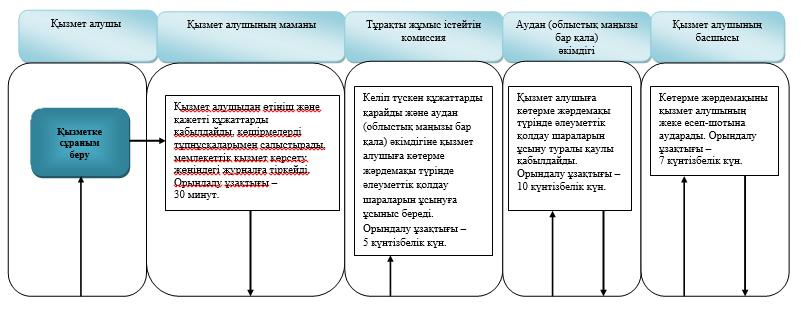 Қызмет алушы
Қызмет алушының маманы
Тұрақты жұмыс істейтін
комиссия
Аудан (облыстық маңызы
бар қала)
әкімдігі
Қызмет алушының
басшысы
Қызметке
сұраным
беру
Қызмет алушыдан өтініш және
қажетті құжаттарды
қабылдайды, көшірмелерді
тұпнұсқаларымен салыстырады,
мемлекеттік қызмет көрсету
жөніндегі журналға тіркейді.
Орындалу ұзақтығы –
30 минут.
Келіп түскен құжаттарды
қарайды және аудан
(облыстық маңызы бар
қала) әкімдігіне қызмет
алушыға көтерме
жәрдемақы түрінде
әлеуметтік қолдау
шараларын ұсынуға
ұсыныс береді.
Орындалу ұзақтығы –
5 күнтізбелік күн.
Қызмет алушыға
көтерме жәрдемақы
түрінде әлеуметтік
қолдау шараларын
ұсыну туралы қаулы
қабылдайды.
Орындалу ұзақтығы –
10 күнтізбелік күн.
Көтерме жәрдемақыны
қызмет алушының
жеке есеп-шотына
аударады. Орындалу
ұзақтығы –
7 күнтізбелік күн.